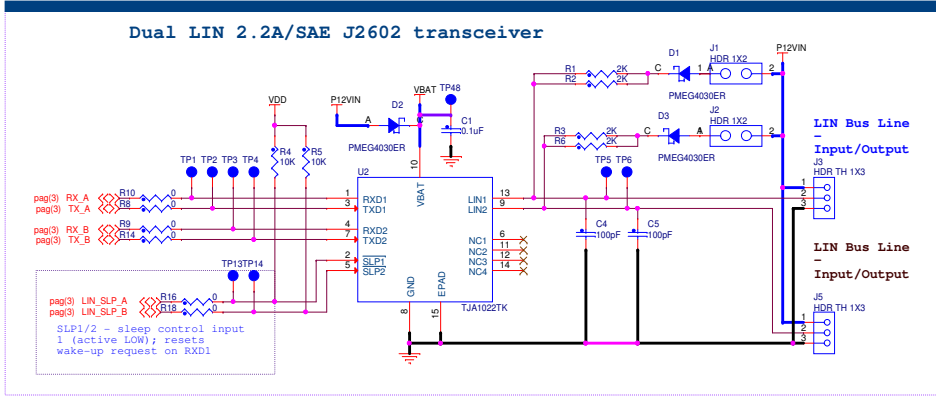 Dual LIN 2.2A/SAE J2602 transceiver
D1
J1
HDR 1X2
P12VIN
R1
2K
R2
2K
C
A
1
2
PMEG4030ER
VDD
P12VIN
D2
A
C
PMEG4030ER
VBAT
TP48
C1
0.1uF
J2
HDR 1X2
D3
R3
2K
R6
2K
C
A
1
2
PMEG4030ER
TP5
TP6
LIN Bus Line
-
Input/Output
J3
HDR TH 1X3
1
2
3
R4
10K
R5
10K
TP1
TP2
TP3
TP4
pag(3) RX_A
R10
0
pag(3) TX_A
R8
0
pag(3) RX_B
R9
0
pag(3) TX_B
R14
0
U2
10
VBAT
1
RXD1
3
TXD1
4
RXD2
7
TXD2
2
SLP1
5
SLP2
LIN1
13
LIN2
9
NC1
6
NC2
11
NC3
12
NC4
14
GND
8
EPAD
15
TJA1022TK
C4
100pF
C5
100pF
LIN Bus Line
-
Input/Output
J5
HDR TH 1X3
1
2
3
TP13
TP14
pag(3) LIN_SLP_A
R16
0
pag(3) LIN_SLP_B
R18
0
SLP1/2 - sleep control input
1 (active LOW); resets
wake-up request on RXD1